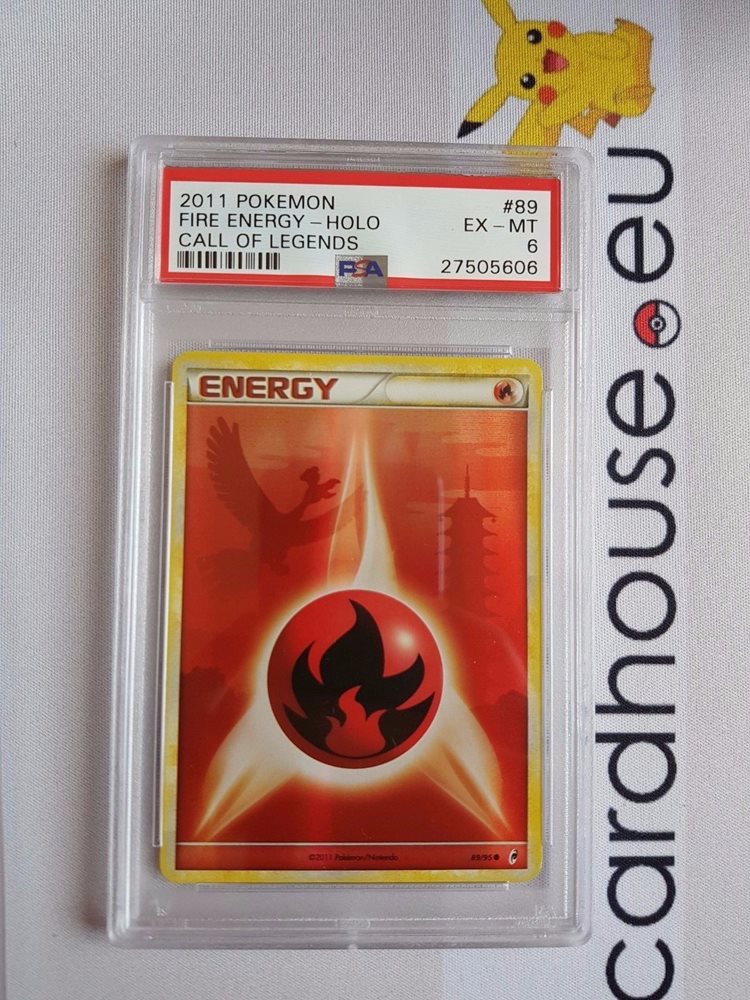 2011 POKEMON #89
FIRE ENERGY - HOLO EX - MT
CALL OF LEGENDS 6
PSA 27505606
ENERGY
©2011 Pokémon/Nintendo 89/95
cardhouse.eu